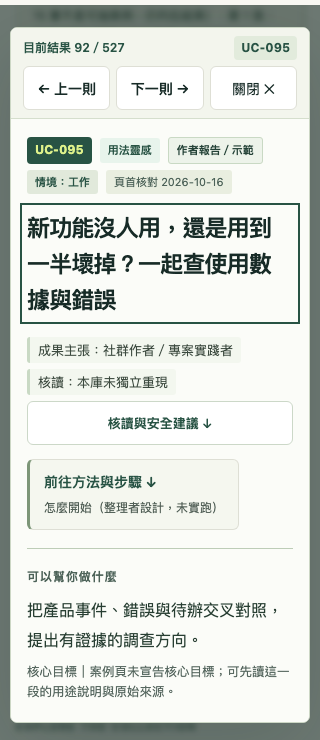 目前結果 92 / 527
UC-095
← 上一則
下一則 →
關閉 ×
UC-095
用法靈感
作者報告 / 示範
情境：工作
頁首核對 2026-10-16
新功能沒人用，還是用到
一半壞掉？一起查使用數
據與錯誤
成果主張：社群作者 / 專案實踐者
核讀：本庫未獨立重現
核讀與安全建議 ↓
前往方法與步驟 ↓
怎麼開始（整理者設計，未實跑）
可以幫你做什麼
把產品事件、錯誤與待辦交叉對照，
提出有證據的調查方向。
核心目標｜案例頁未宣告核心目標；可先讀這一
段的用途說明與原始來源。